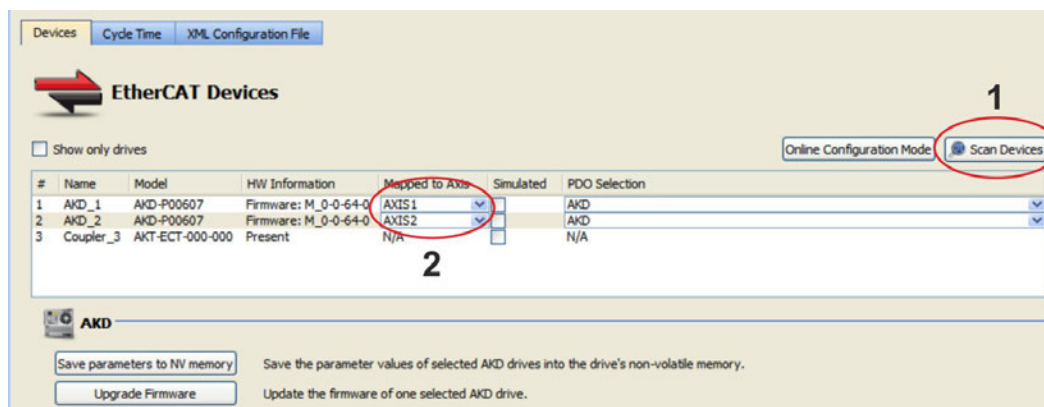 Devices Cycle Time XML Configuration File
EtherCAT Devices
1
Show only drives Online Configuration Mode Scan Devices
# Name Model HW Information Mapped to Axis Simulated PDO Selection
1 AKD_1 AKD-P00607 Firmware: M_0-0-64-0 AXIS1 AKD
2 AKD_2 AKD-P00607 Firmware: M_0-0-64-0 AXIS2 AKD
3 Coupler_3 AKT-ECT-000-000 Present N/A N/A
2
AKD
Save parameters to NV memory Save the parameter values of selected AKD drives into the drive's non-volatile memory.
Upgrade Firmware Update the firmware of one selected AKD drive.